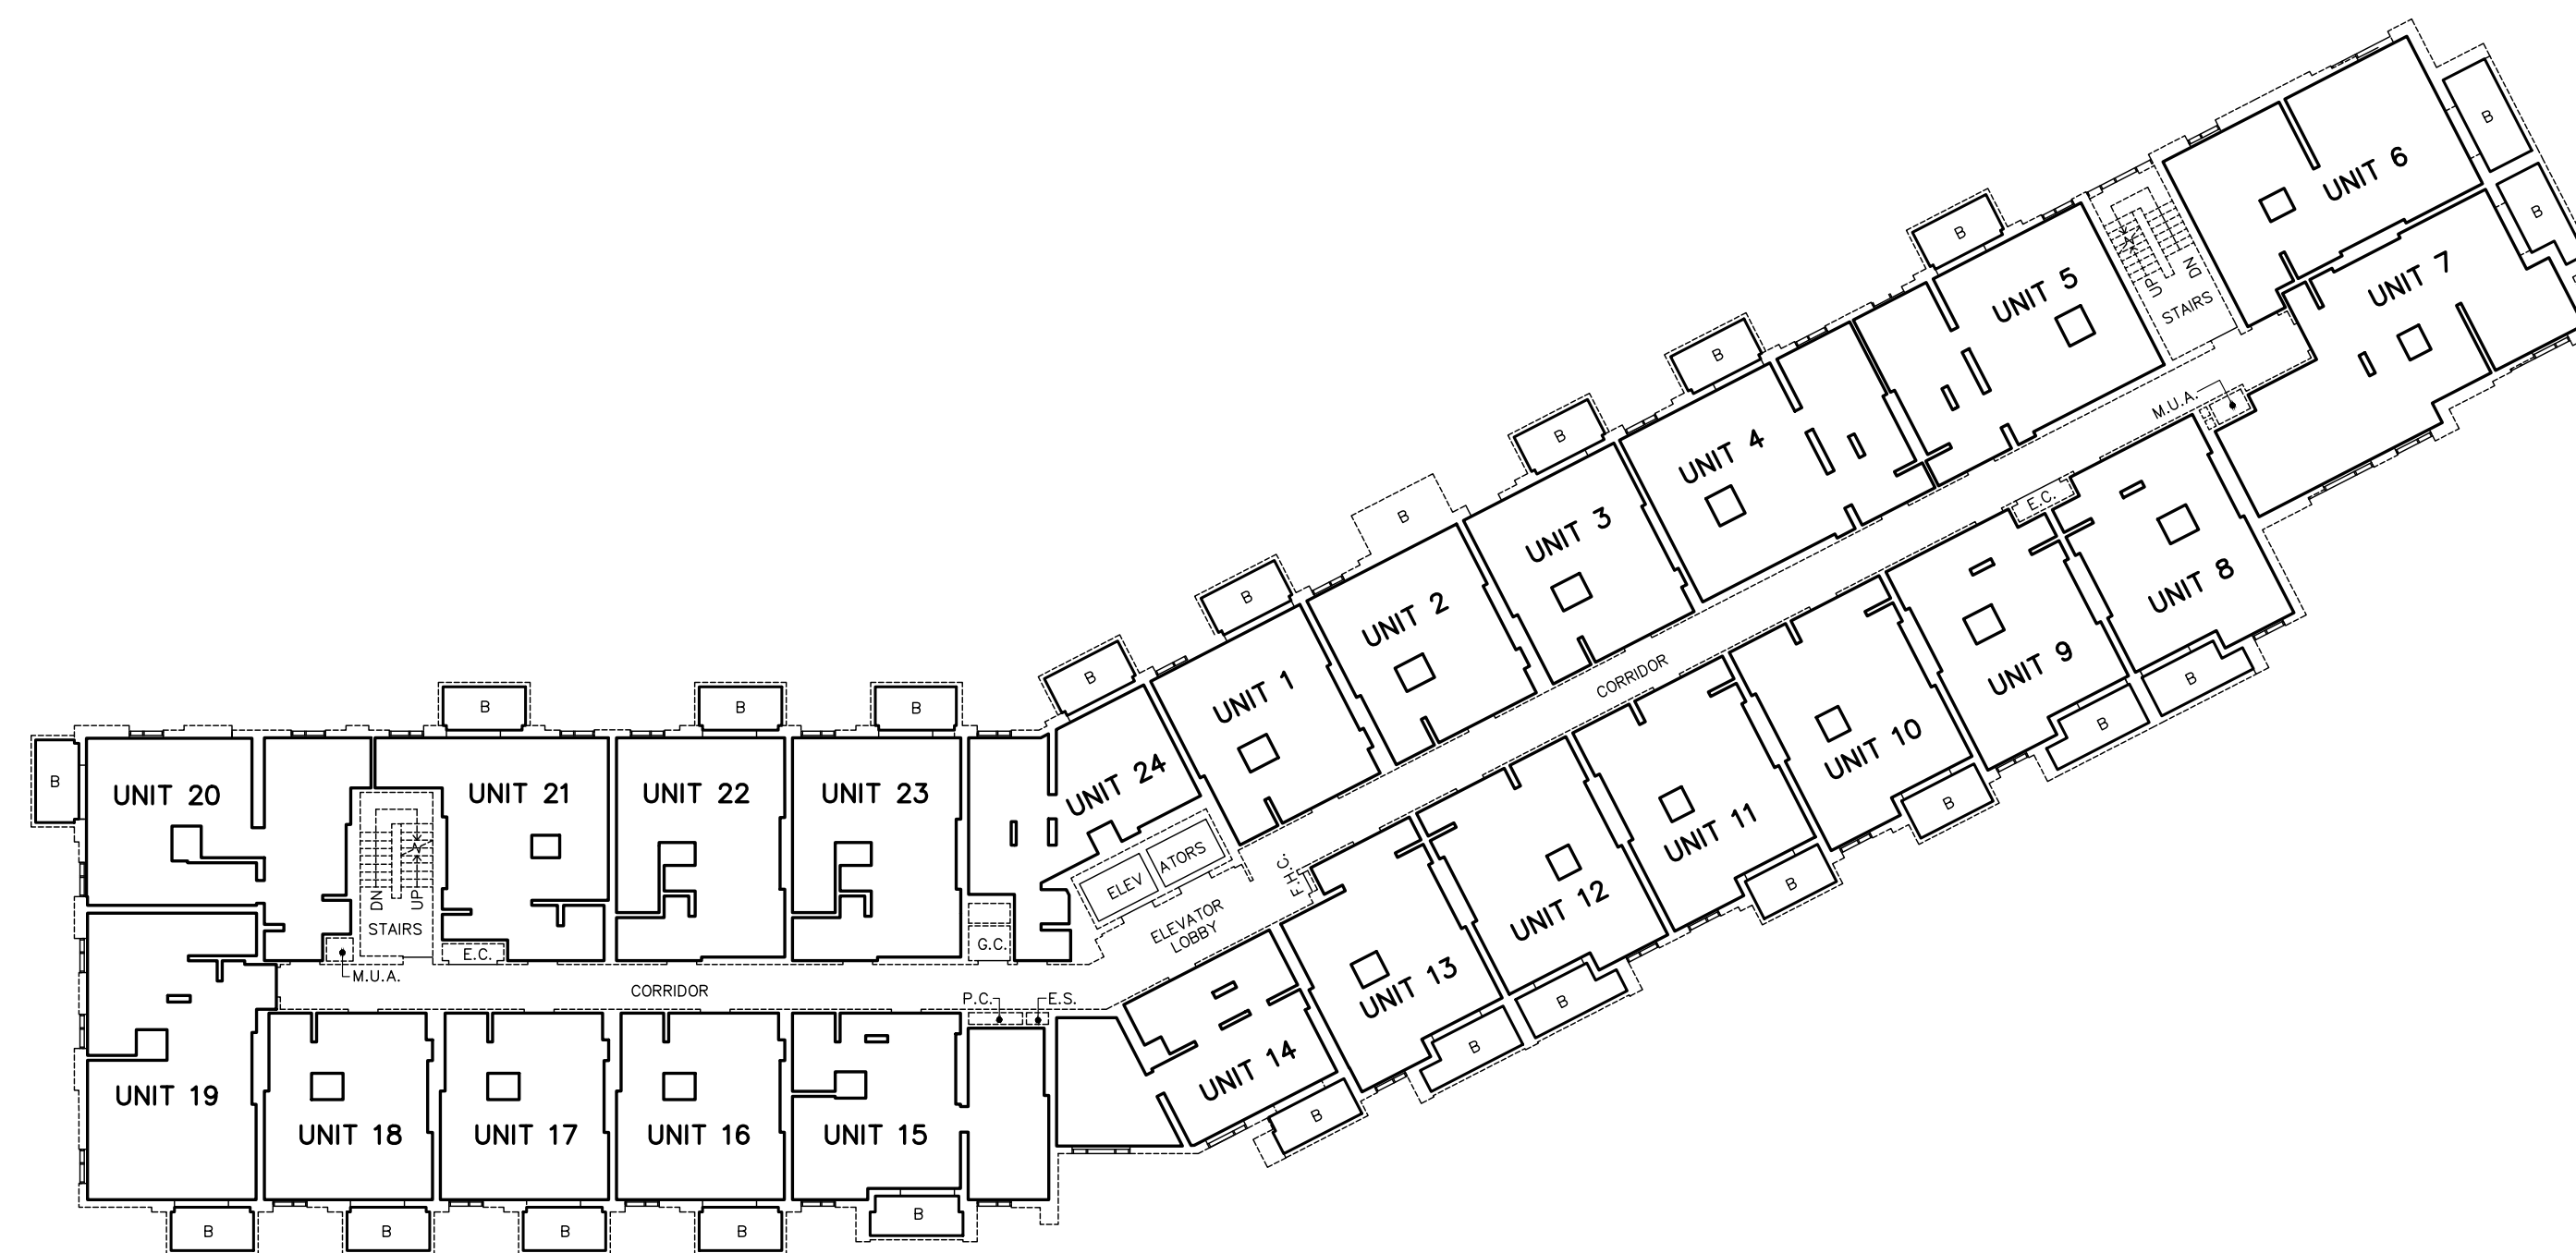 B
B
UNIT 6
B
UNIT 5
DN
UP
STAIRS
UNIT 7
B
UNIT 4
M.U.A.
B
UNIT 3
E.C.
B
UNIT 2
UNIT 8
B
UNIT 1
CORRIDOR
UNIT 9
B
B
UNIT 24
UNIT 10
B
B
B
B
B
UNIT 20
UNIT 21
UNIT 22
UNIT 23
ELEV
ATORS
F.H.C.
UNIT 11
B
B
DN
UP
STAIRS
E.C.
M.U.A.
G.C.
ELEVATOR
LOBBY
UNIT 12
B
UNIT 13
B
CORRIDOR
P.C.
E.S.
UNIT 14
B
UNIT 19
UNIT 18
UNIT 17
UNIT 16
UNIT 15
B
B
B
B
B